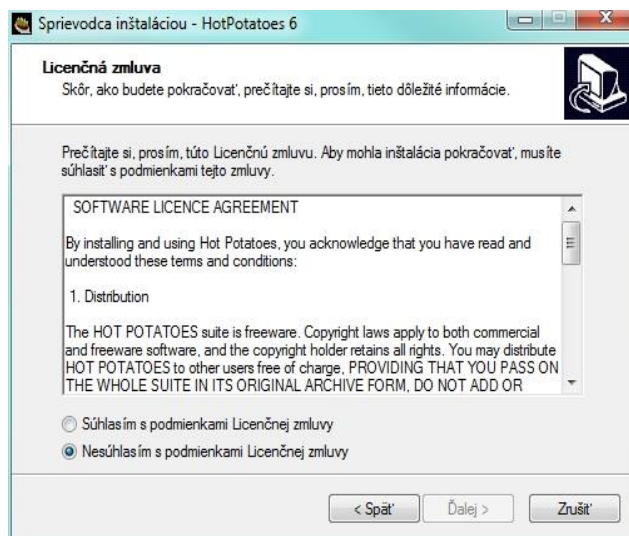 Sprievodca inštaláciou - HotPotatoes 6
Licenčná zmluva
Skôr, ako budete pokračovať, prečítajte si, prosím, tieto dôležité informácie.
Prečítajte si, prosím, túto Licenčnú zmluvu. Aby mohla inštalácia pokračovať, musíte
súhlasiť s podmienkami tejto zmluvy.
SOFTWARE LICENCE AGREEMENT
By installing and using Hot Potatoes, you acknowledge that you have read and
understood these terms and conditions:
1. Distribution
The HOT POTATOES suite is freeware. Copyright laws apply to both commercial
and freeware software, and the copyright holder retains all rights. You may distribute
HOT POTATOES to other users free of charge, PROVIDING THAT YOU PASS ON
THE WHOLE SUITE IN ITS ORIGINAL ARCHIVE FORM, DO NOT ADD OR
Súhlasím s podmienkami Licenčnej zmluvy
Nesúhlasím s podmienkami Licenčnej zmluvy
< Späť Ďalej > Zrušiť